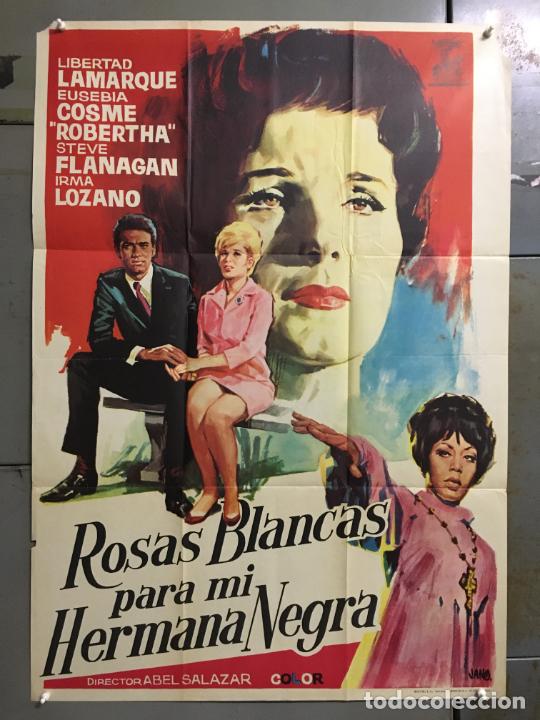 LIBERTAD
LAMARQUE
EUSEBIA
COSME
"ROBERTHA"
STEVE
FLANAGAN
IRMA
LOZANO
Rosas Blancas
para mi
Hermana Negra
DIRECTOR ABEL SALAZAR COLOR
JANO.
todocoleccion
todocoleccion.net